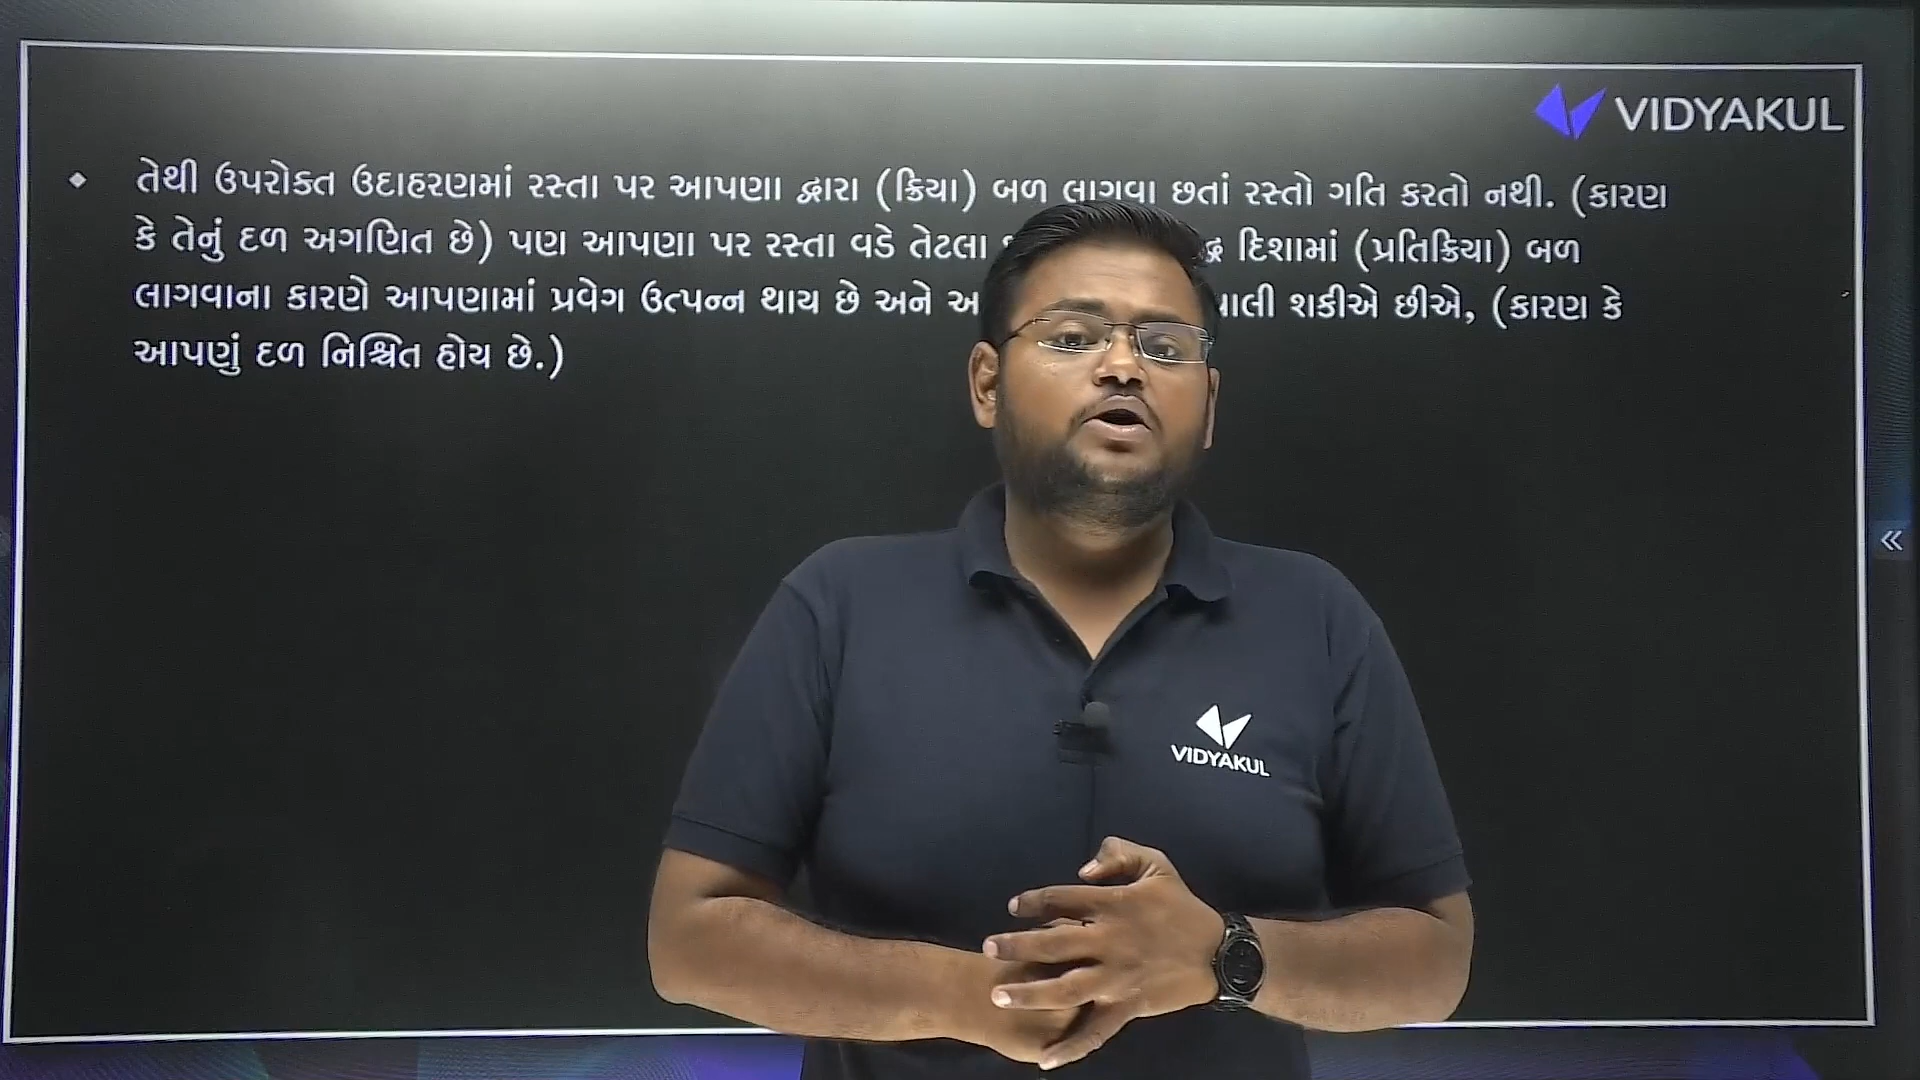 VIDYAKUL
તેથી ઉપરોક્ત ઉદાહરણમાં રસ્તા પર આપણા દ્વારા (ક્રિયા) બળ લાગવા છતાં રસ્તો ગતિ કરતો નથી. (કારણ
કે તેનું દળ અગણિત છે) પણ આપણા પર રસ્તા વડે તેટલા દિશામાં (પ્રતિક્રિયા) બળ
લાગવાના કારણે આપણામાં પ્રવેગ ઉત્પન્ન થાય છે અને શકીએ છીએ, (કારણ કે
આપણું દળ નિશ્ચિત હોય છે.)
VIDYAKUL